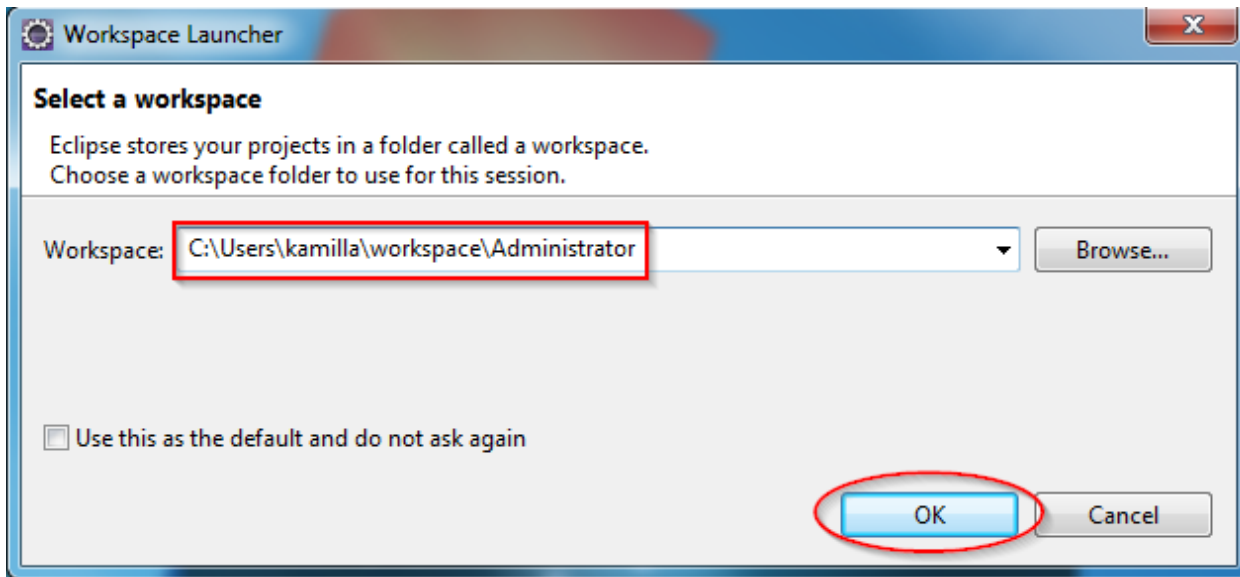 Workspace Launcher
Select a workspace
Eclipse stores your projects in a folder called a workspace.
Choose a workspace folder to use for this session.
Workspace: C:\Users\kamilla\workspace\Administrator Browse...
Use this as the default and do not ask again
OK Cancel